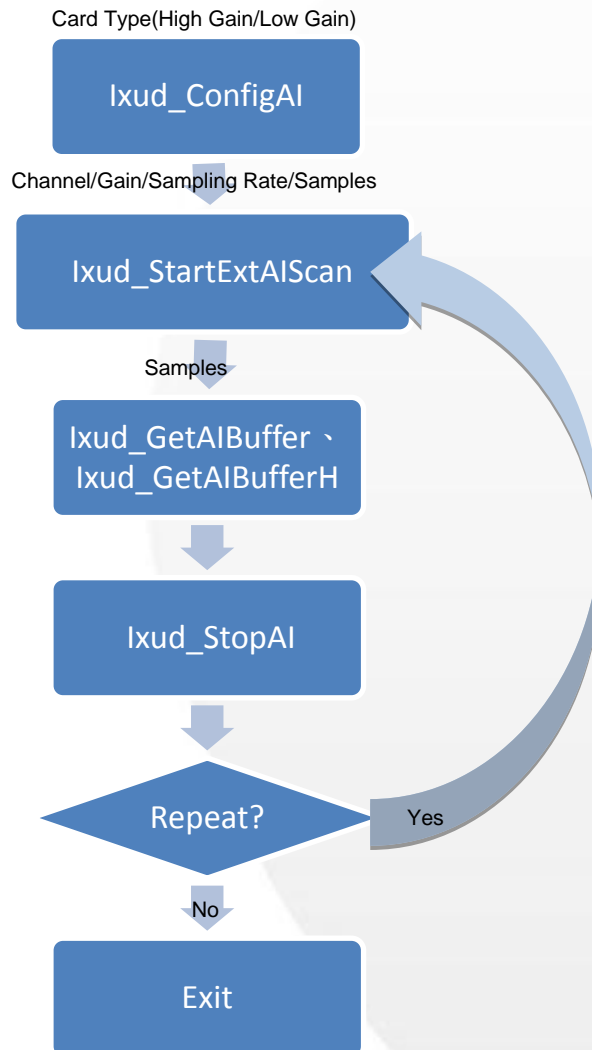 Card Type(High Gain/Low Gain)
Ixud_ConfigAI
Channel/Gain/Sampling Rate/Samples
Ixud_StartExtAIScan
Samples
Ixud_GetAIBuffer、
Ixud_GetAIBufferH
Ixud_StopAI
Repeat?
Yes
No
Exit